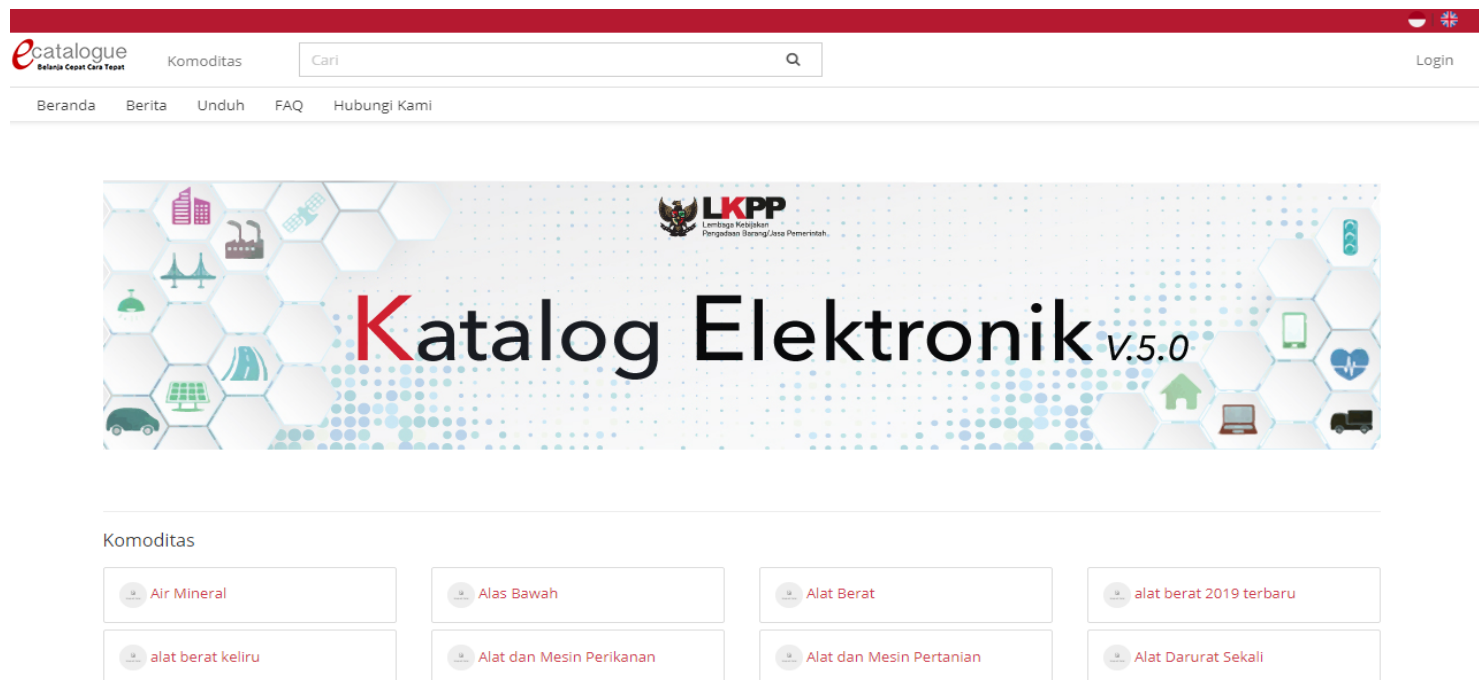 ecatalogue
Belanja Cepat Cara Tepat
Komoditas
Cari
Login
Beranda Berita Unduh FAQ Hubungi Kami
LKPP
Lembaga Kebijakan
Pengadaan Barang/Jasa Pemerintah
Katalog Elektronik V.5.0
Komoditas
Air Mineral
Alas Bawah
Alat Berat
alat berat 2019 terbaru
alat berat keliru
Alat dan Mesin Perikanan
Alat dan Mesin Pertanian
Alat Darurat Sekali